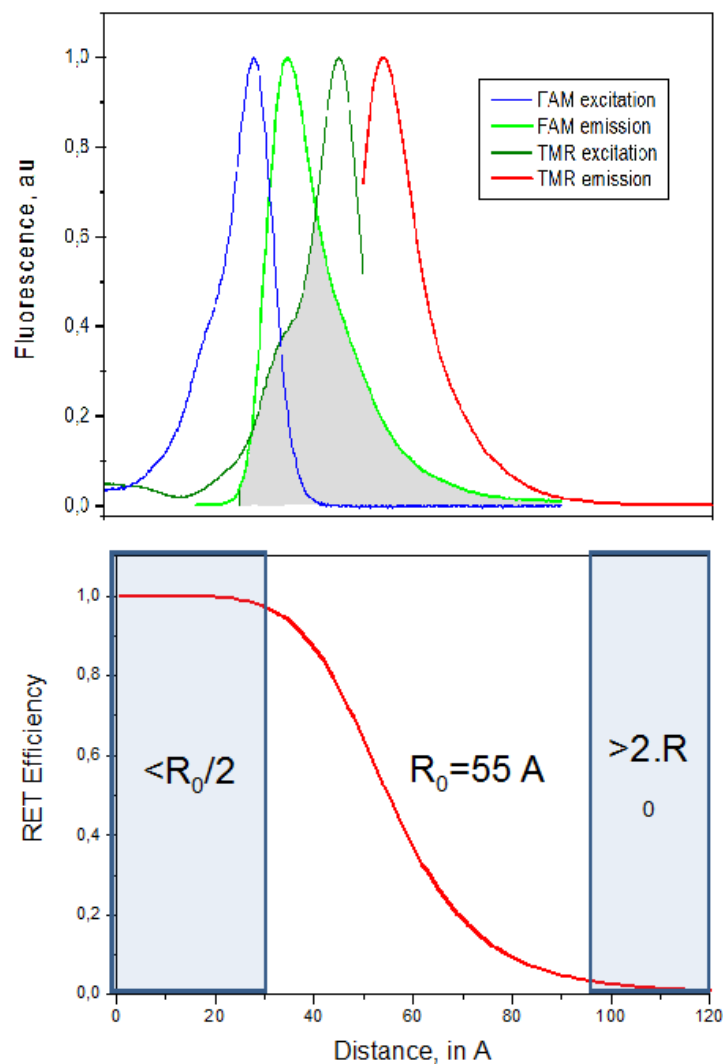 1,0
0,8
0,6
0,4
0,2
0,0
Fluorescence, au
FAM excitation
FAM emission
TMR excitation
TMR emission
1,0
0,8
0,6
0,4
0,2
0,0
RET Efficiency
<R0/2
R0=55 A
>2.R
0
0 20 40 60 80 100 120
Distance, in A